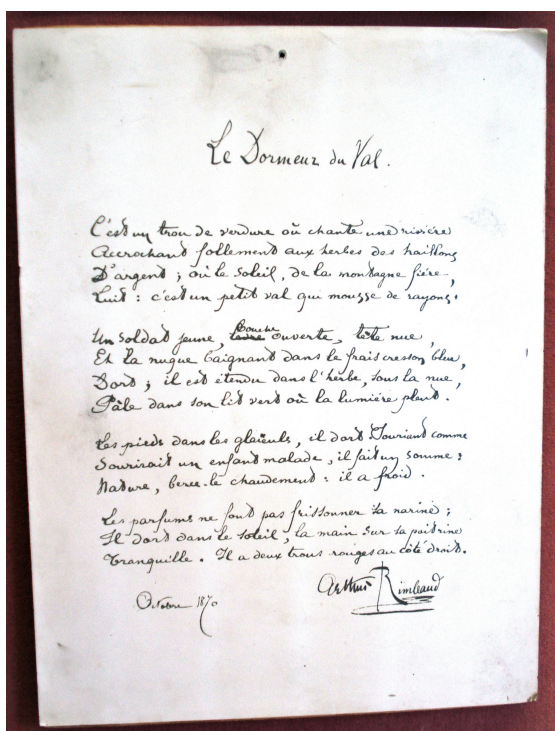 Le Dormeur du Val.
C'est un trou de verdure où chante une rivière
Accrochant follement aux herbes des haillons
D'argent ; où le soleil, de la montagne fière,
Luit : c'est un petit val qui mousse de rayons.
Un soldat jeune, bouche ouverte, tête nue,
Et la nuque baignant dans le frais cresson bleu,
Dort ; il est étendu dans l'herbe, sous la nue,
Pâle dans son lit vert où la lumière pleut.
Les pieds dans les glaïeuls, il dort. Souriant comme
Sourirait un enfant malade, il fait un somme :
Nature, berce-le chaudement : il a froid.
Les parfums ne font pas frissonner sa narine ;
Il dort dans le soleil, la main sur sa poitrine
Tranquille. Il a deux trous rouges au côté droit.
Arthur Rimbaud
Octobre 1870